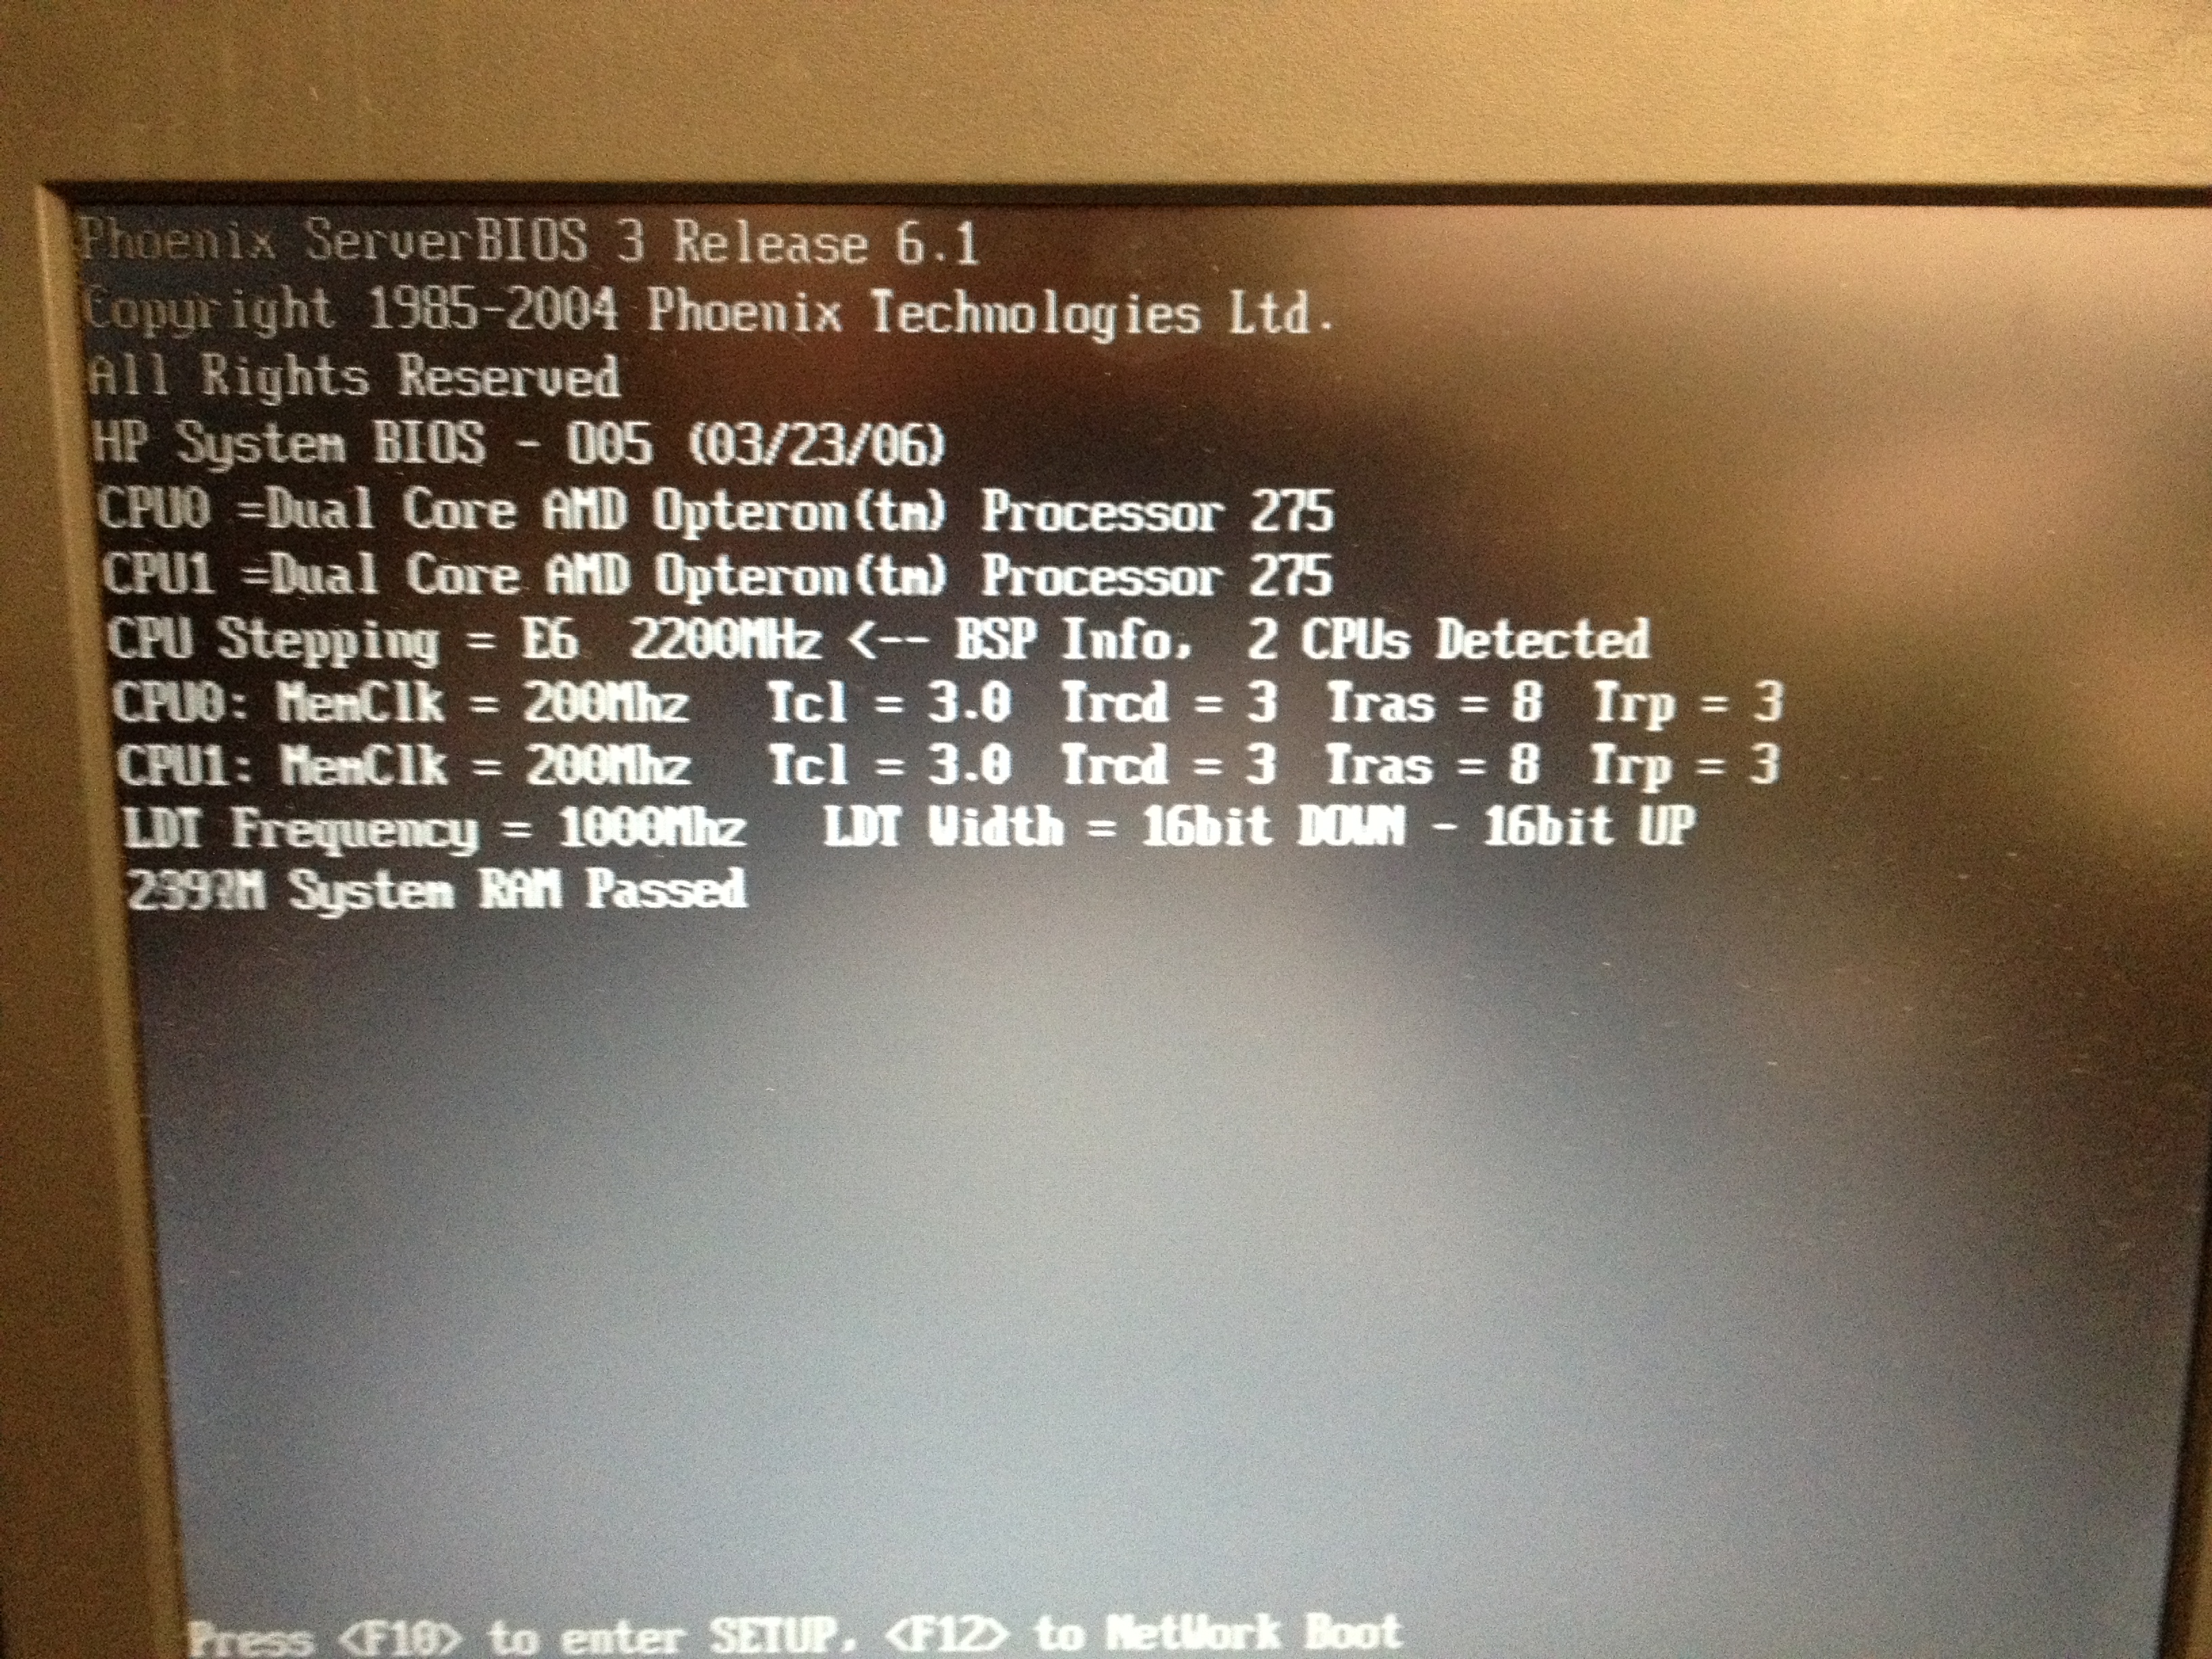 Phoenix ServerBIOS 3 Release 6.1
Copyright 1985-2004 Phoenix Technologies Ltd.
All Rights Reserved
HP System BIOS - O05 (03/23/06)
CPU0 =Dual Core AMD Opteron(tm) Processor 275
CPU1 =Dual Core AMD Opteron(tm) Processor 275
CPU Stepping = E6  2200MHz <-- BSP Info,  2 CPUs Detected
CPU0: MemClk = 200Mhz   Tcl = 3.0  Trcd = 3  Tras = 8  Trp = 3
CPU1: MemClk = 200Mhz   Tcl = 3.0  Trcd = 3  Tras = 8  Trp = 3
LDT Frequency = 1000Mhz   LDT Width = 16bit DOWN - 16bit UP
System RAM Passed
Press <F10> to enter SETUP, <F12> to NetWork Boot